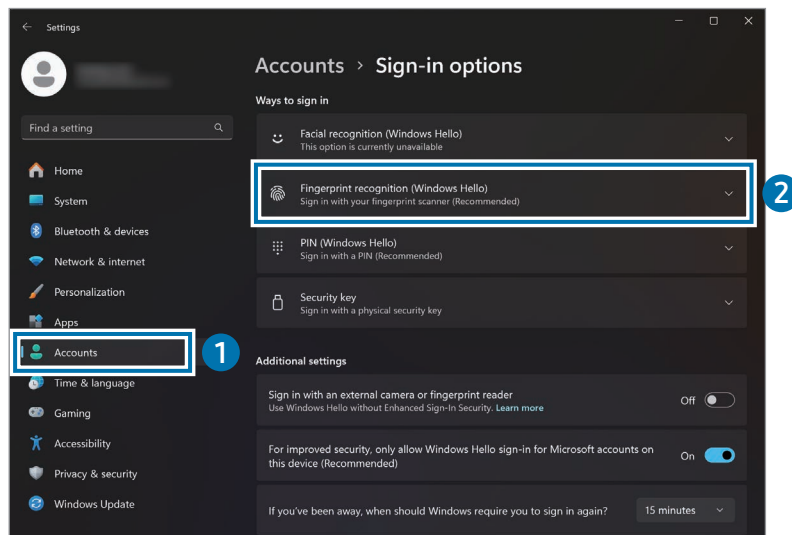 Settings
Accounts > Sign-in options
Ways to sign in
Find a setting
Facial recognition (Windows Hello)
This option is currently unavailable
Home
Fingerprint recognition (Windows Hello)
Sign in with your fingerprint scanner (Recommended)
2
System
Bluetooth & devices
PIN (Windows Hello)
Sign in with a PIN (Recommended)
Network & internet
Personalization
Security key
Sign in with a physical security key
Apps
Accounts
1
Additional settings
Time & language
Sign in with an external camera or fingerprint reader
Use Windows Hello without Enhanced Sign-In Security. Learn more
Off
Gaming
Accessibility
For improved security, only allow Windows Hello sign-in for Microsoft accounts on
this device (Recommended)
On
Privacy & security
Windows Update
If you've been away, when should Windows require you to sign in again?
15 minutes